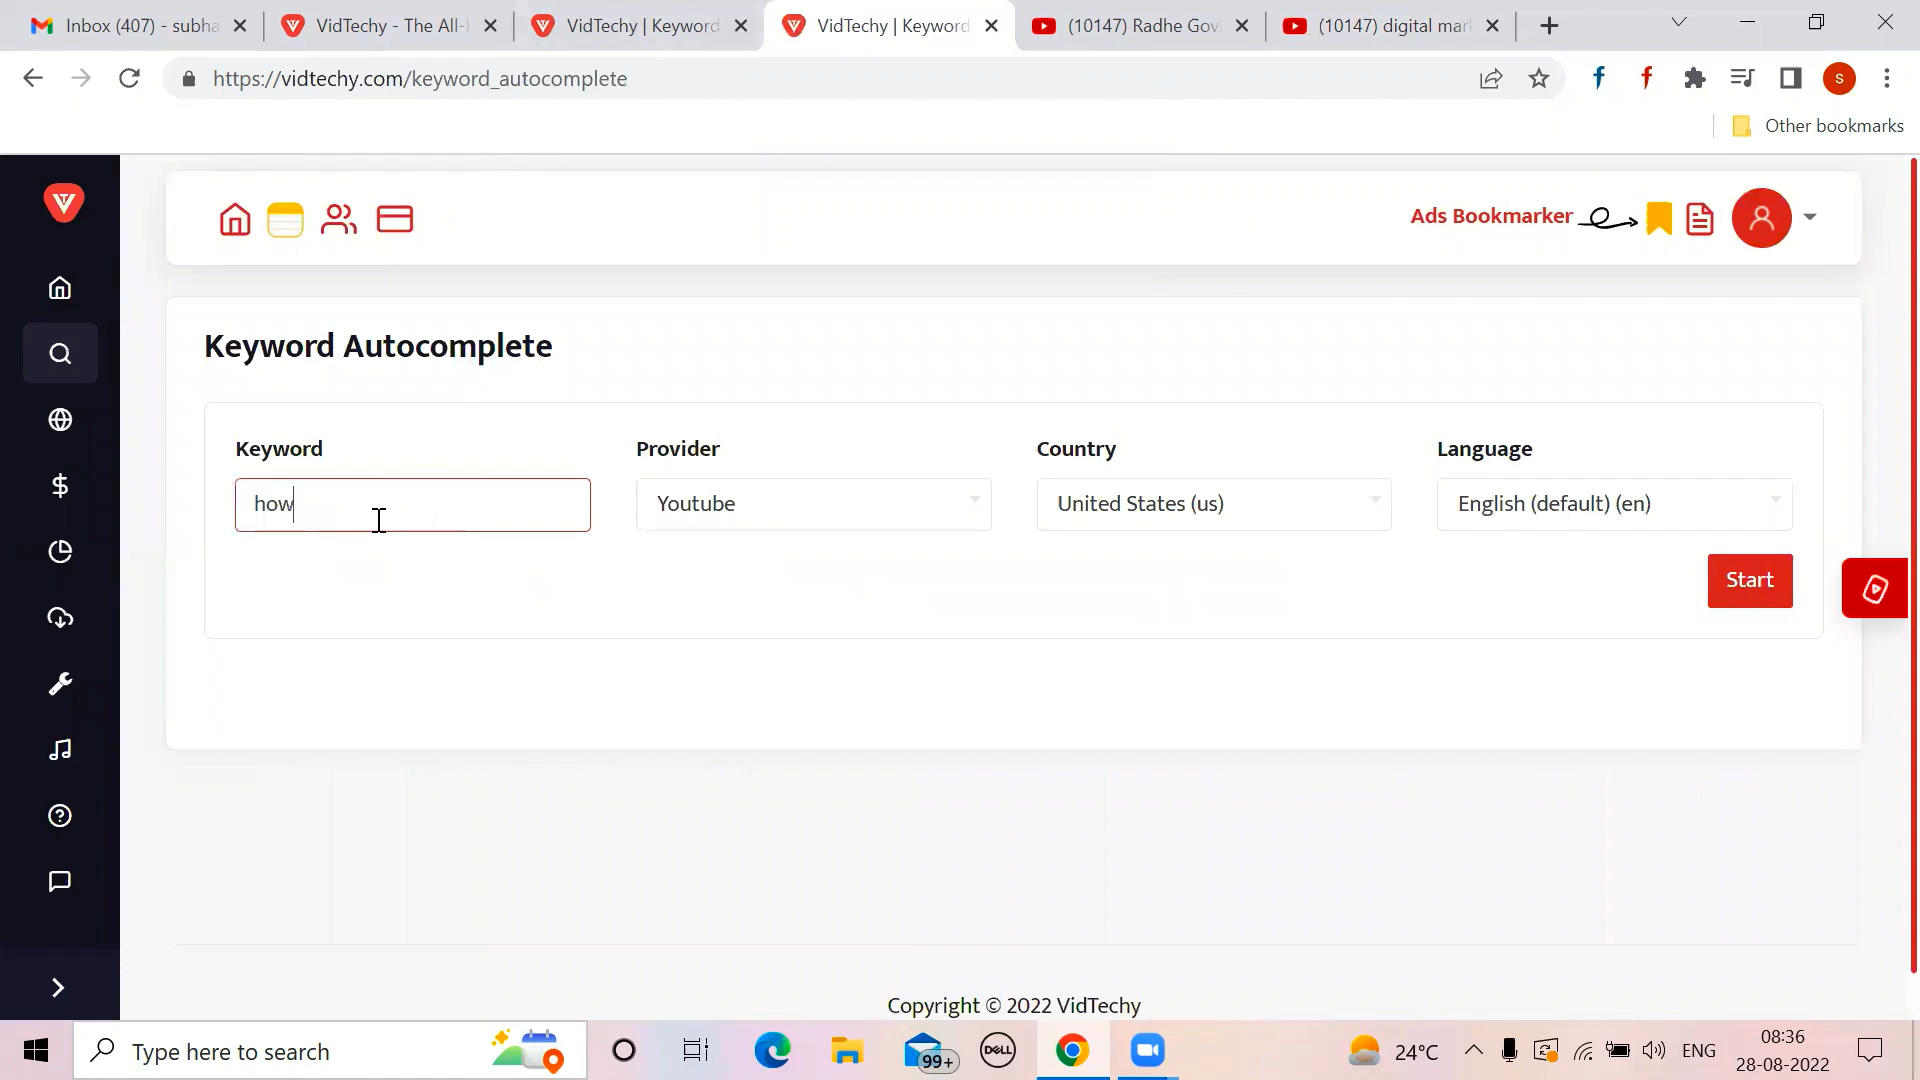 Inbox (407) - subha
VidTechy - The All-I
VidTechy | Keyword
VidTechy | Keyword
(10147) Radhe Govi
(10147) digital mar
https://vidtechy.com/keyword_autocomplete
s
Other bookmarks
Ads Bookmarker
Keyword Autocomplete
Keyword
Provider
Country
Language
how
Youtube
United States (us)
English (default) (en)
Start
Copyright © 2022 VidTechy
Type here to search
99+
DELL
24°C
ENG
08:36
28-08-2022